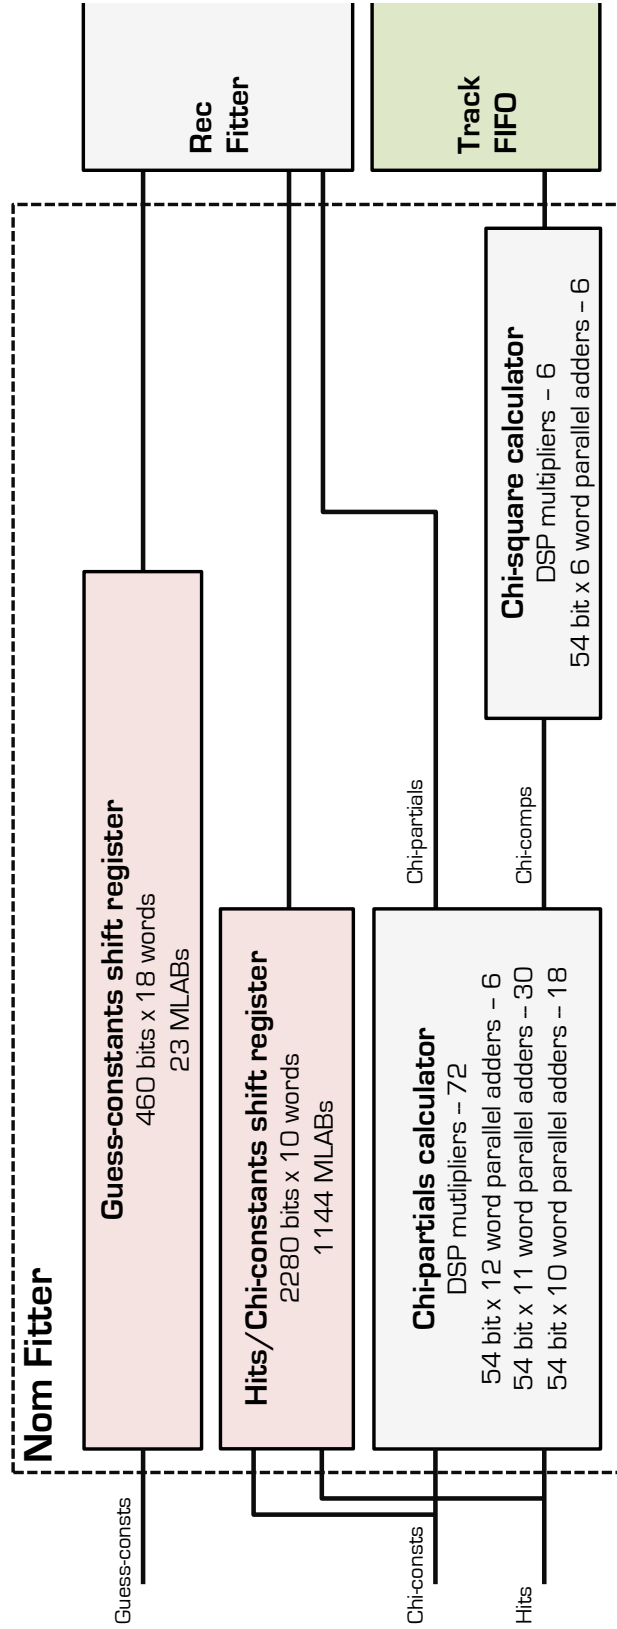 Nom Fitter
Guess-consts
Guess-constants shift register
460 bits x 18 words
23 MLABs
Hits/Chi-constants shift register
2280 bits x 10 words
1144 MLABs
Rec
Fitter
Chi-consts
Hits
Chi-partials calculator
DSP mutlipliers – 72
54 bit x 12 word parallel adders – 6
54 bit x 11 word parallel adders – 30
54 bit x 10 word parallel adders – 18
Chi-partials
Chi-comps
Chi-square calculator
DSP multipliers – 6
54 bit x 6 word parallel adders – 6
Track
FIFO